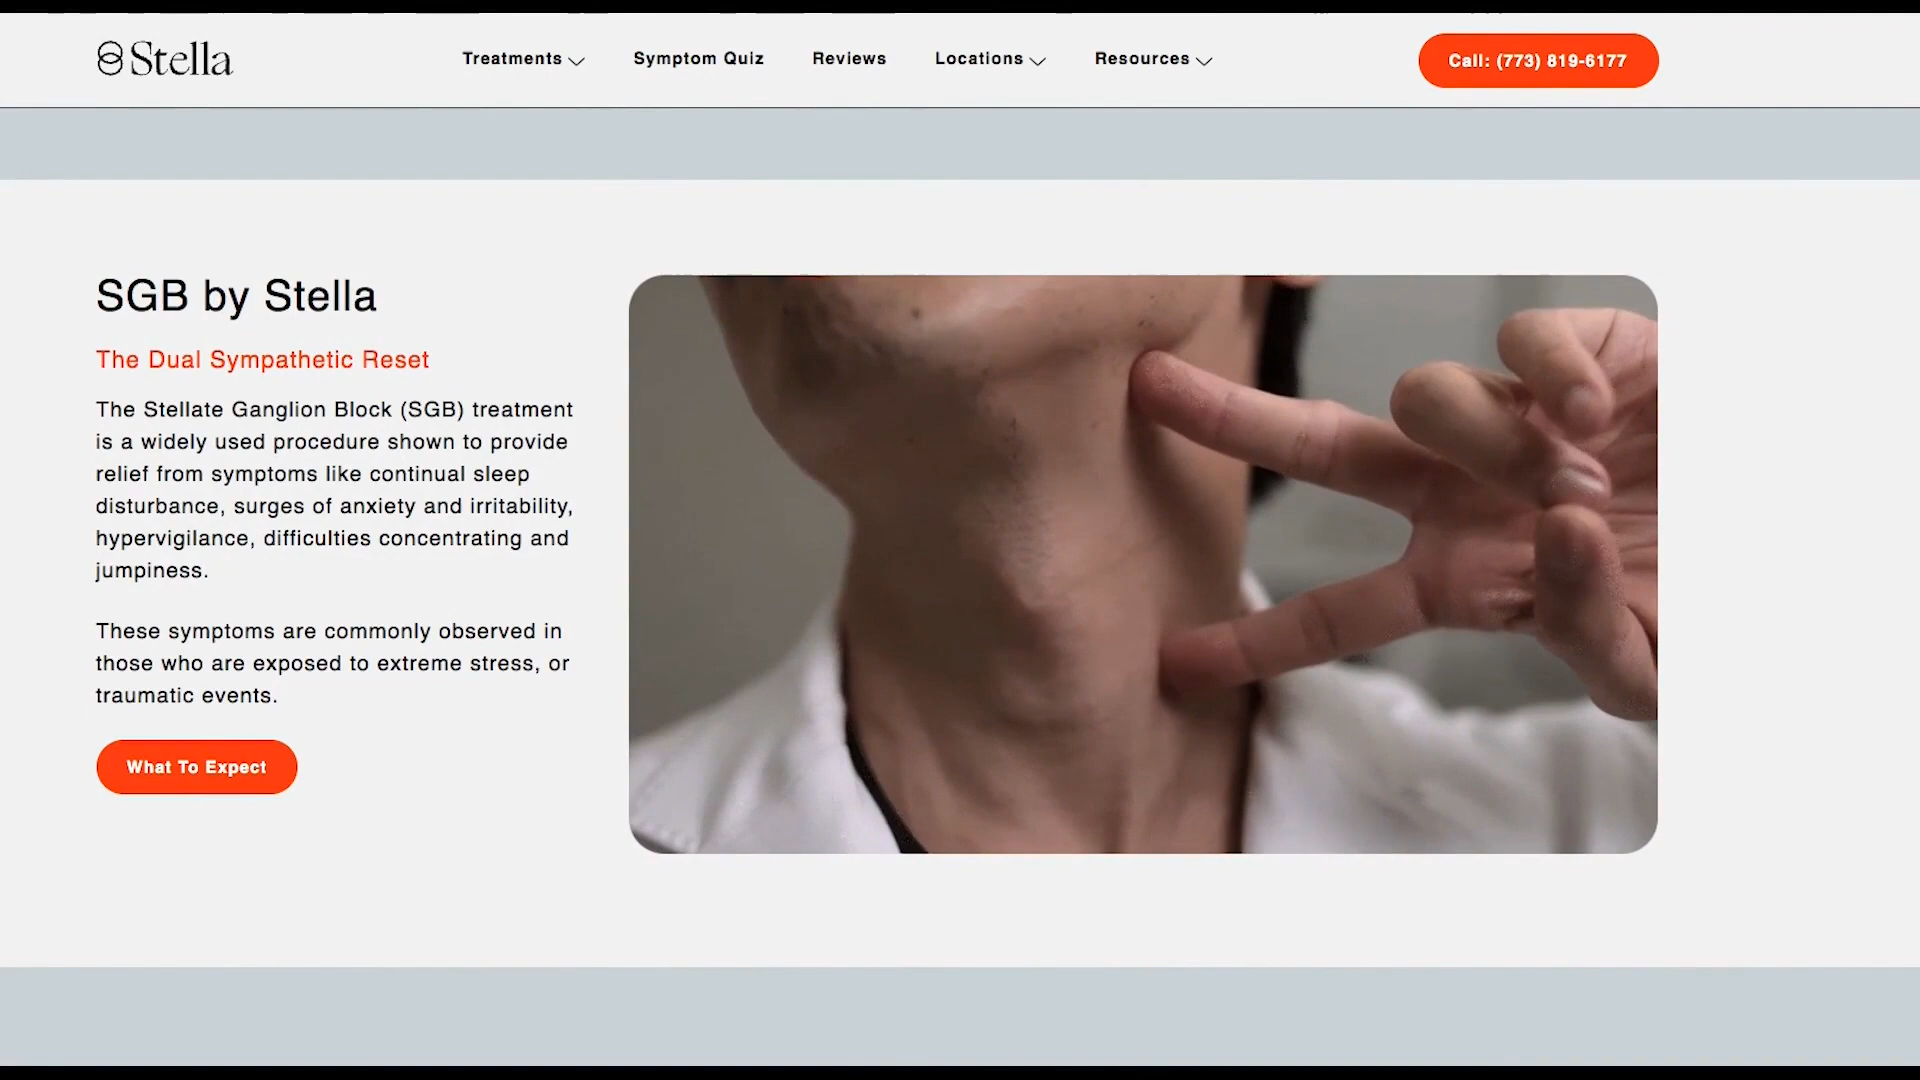 Stella
Treatments
Symptom Quiz
Reviews
Locations
Resources
Call: (773) 819-6177
SGB by Stella
The Dual Sympathetic Reset
The Stellate Ganglion Block (SGB) treatment
is a widely used procedure shown to provide
relief from symptoms like continual sleep
disturbance, surges of anxiety and irritability,
hypervigilance, difficulties concentrating and
jumpiness.
These symptoms are commonly observed in
those who are exposed to extreme stress, or
traumatic events.
What To Expect